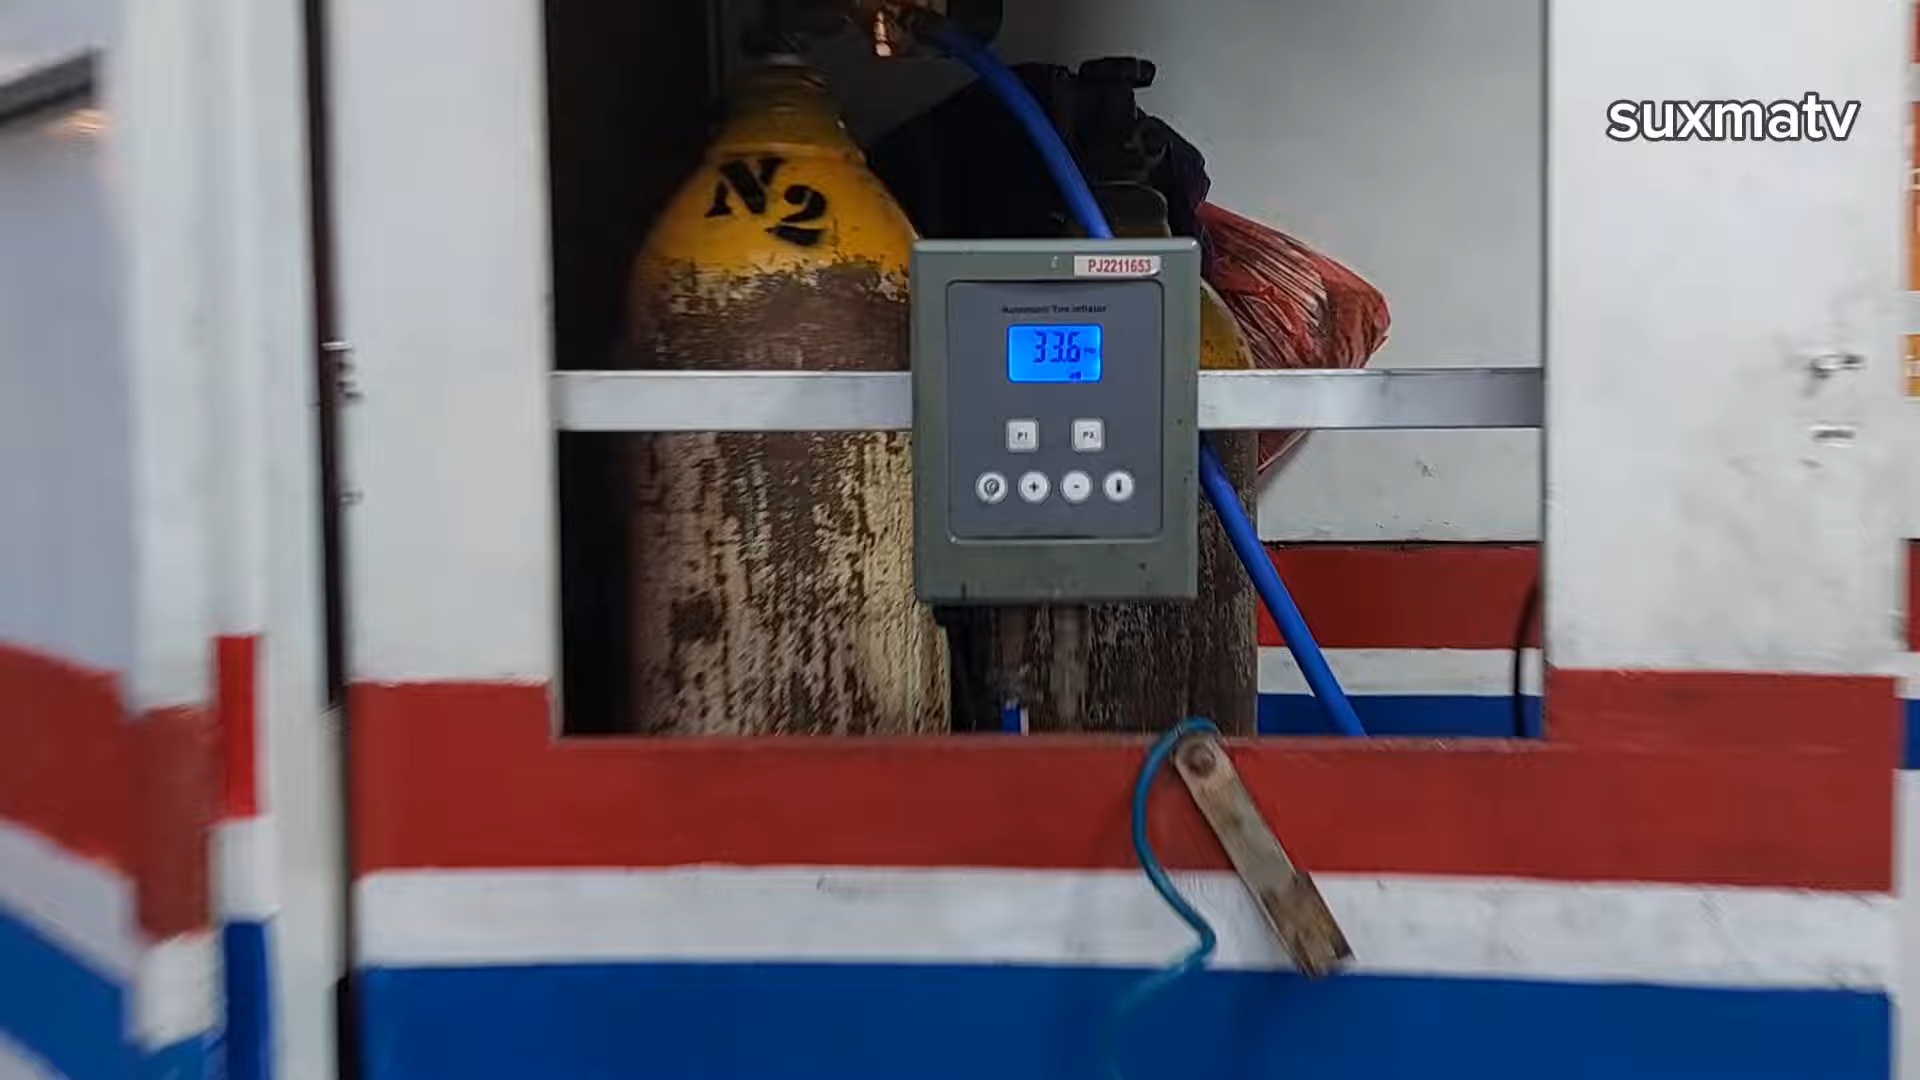 suxmatv
N2
PJ2211653
Automatic Tire Inflator
33.6
P1
P2
+
-